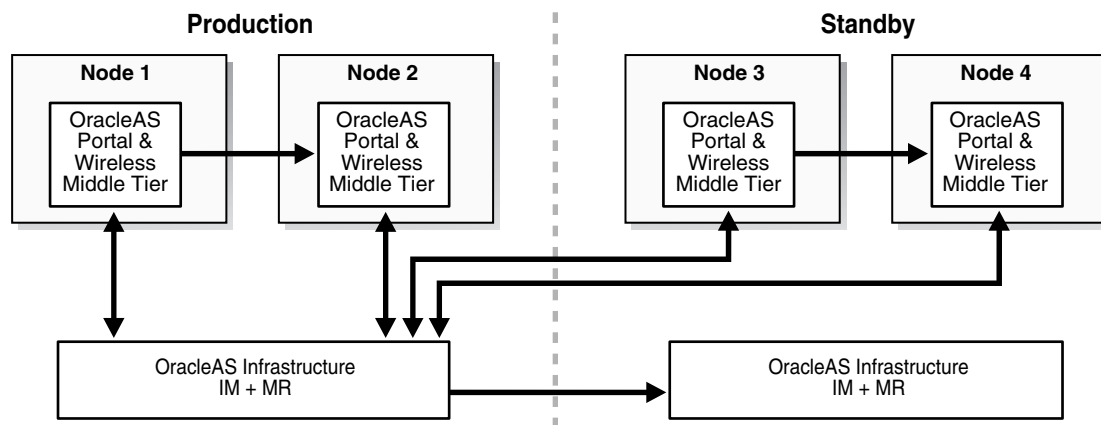 Production
Standby
Node 1
Node 2
Node 3
Node 4
OracleAS
Portal &
Wireless
Middle Tier
OracleAS
Portal &
Wireless
Middle Tier
OracleAS
Portal &
Wireless
Middle Tier
OracleAS
Portal &
Wireless
Middle Tier
OracleAS Infrastructure
IM + MR
OracleAS Infrastructure
IM + MR